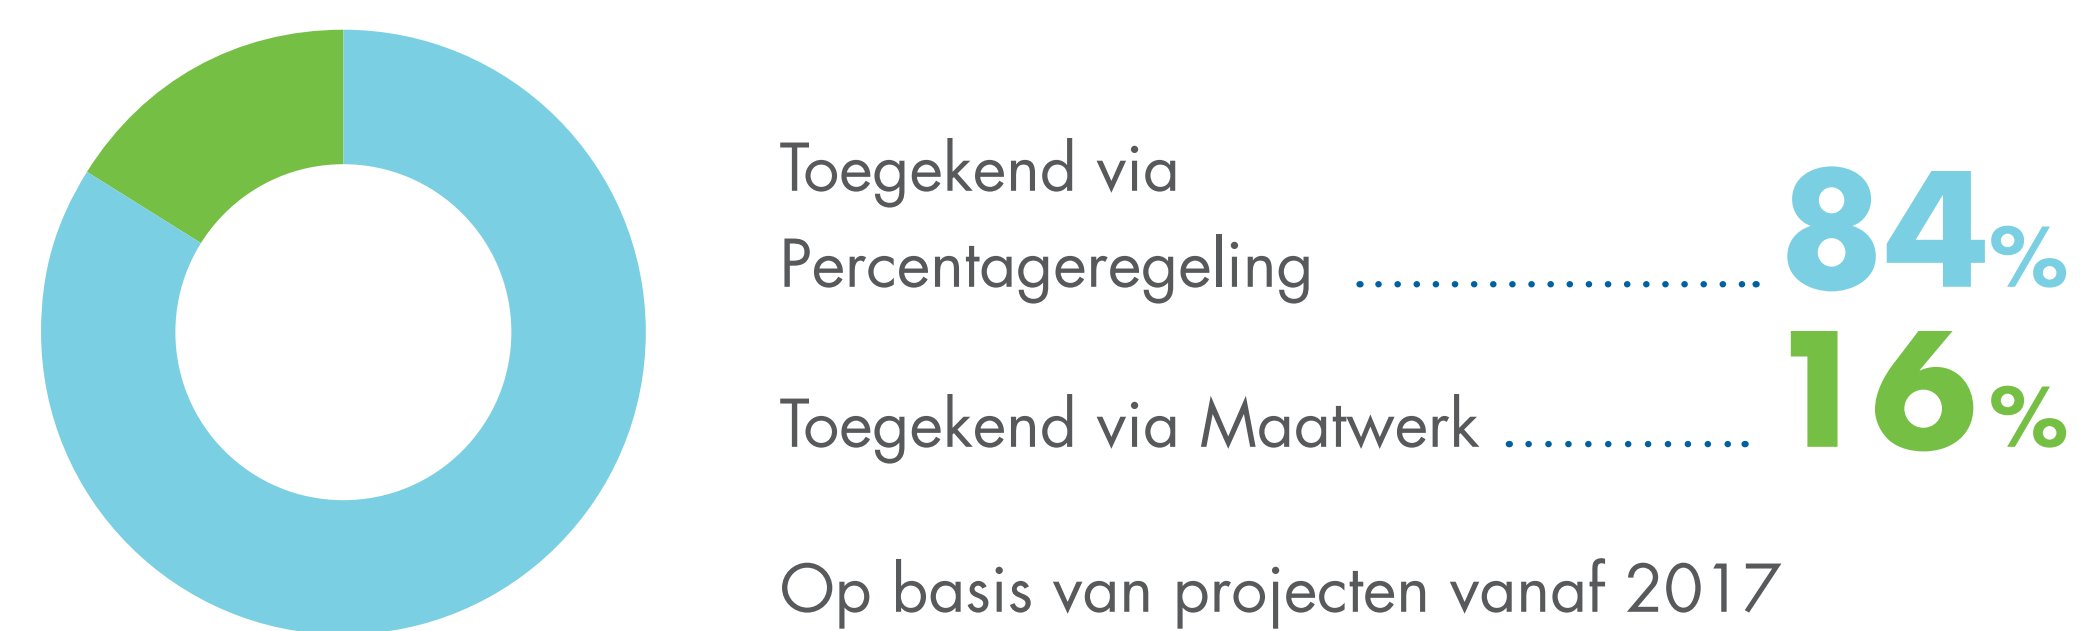 Toegekend via
Percentageregeling ...................... 84%
Toegekend via Maatwerk ............. 16%
Op basis van projecten vanaf 2017